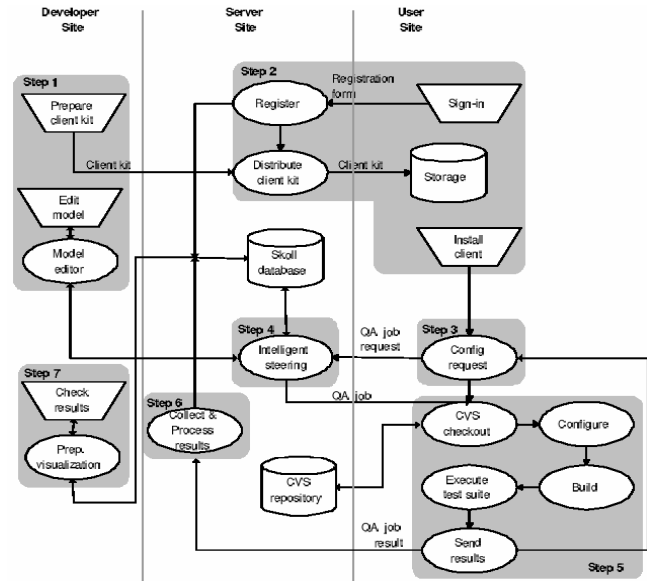 Developer
Site
Server
Site
User
Site
Step 1
Step 2
Prepare
client kit
Register
Registration
form
Sign-in
Client kit
Distribute
client kit
Client kit
Storage
Edit
model
Model
editor
Skoll
database
Install
client
Step 4
Step 3
Intelligent
steering
QA job
request
Config
request
Step 7
Check
results
Step 6
Collect &
Process
results
QA job
CVS
checkout
Configure
Prep.
visualization
CVS
repository
Execute
test suite
Build
QA job
result
Send
results
Step 5